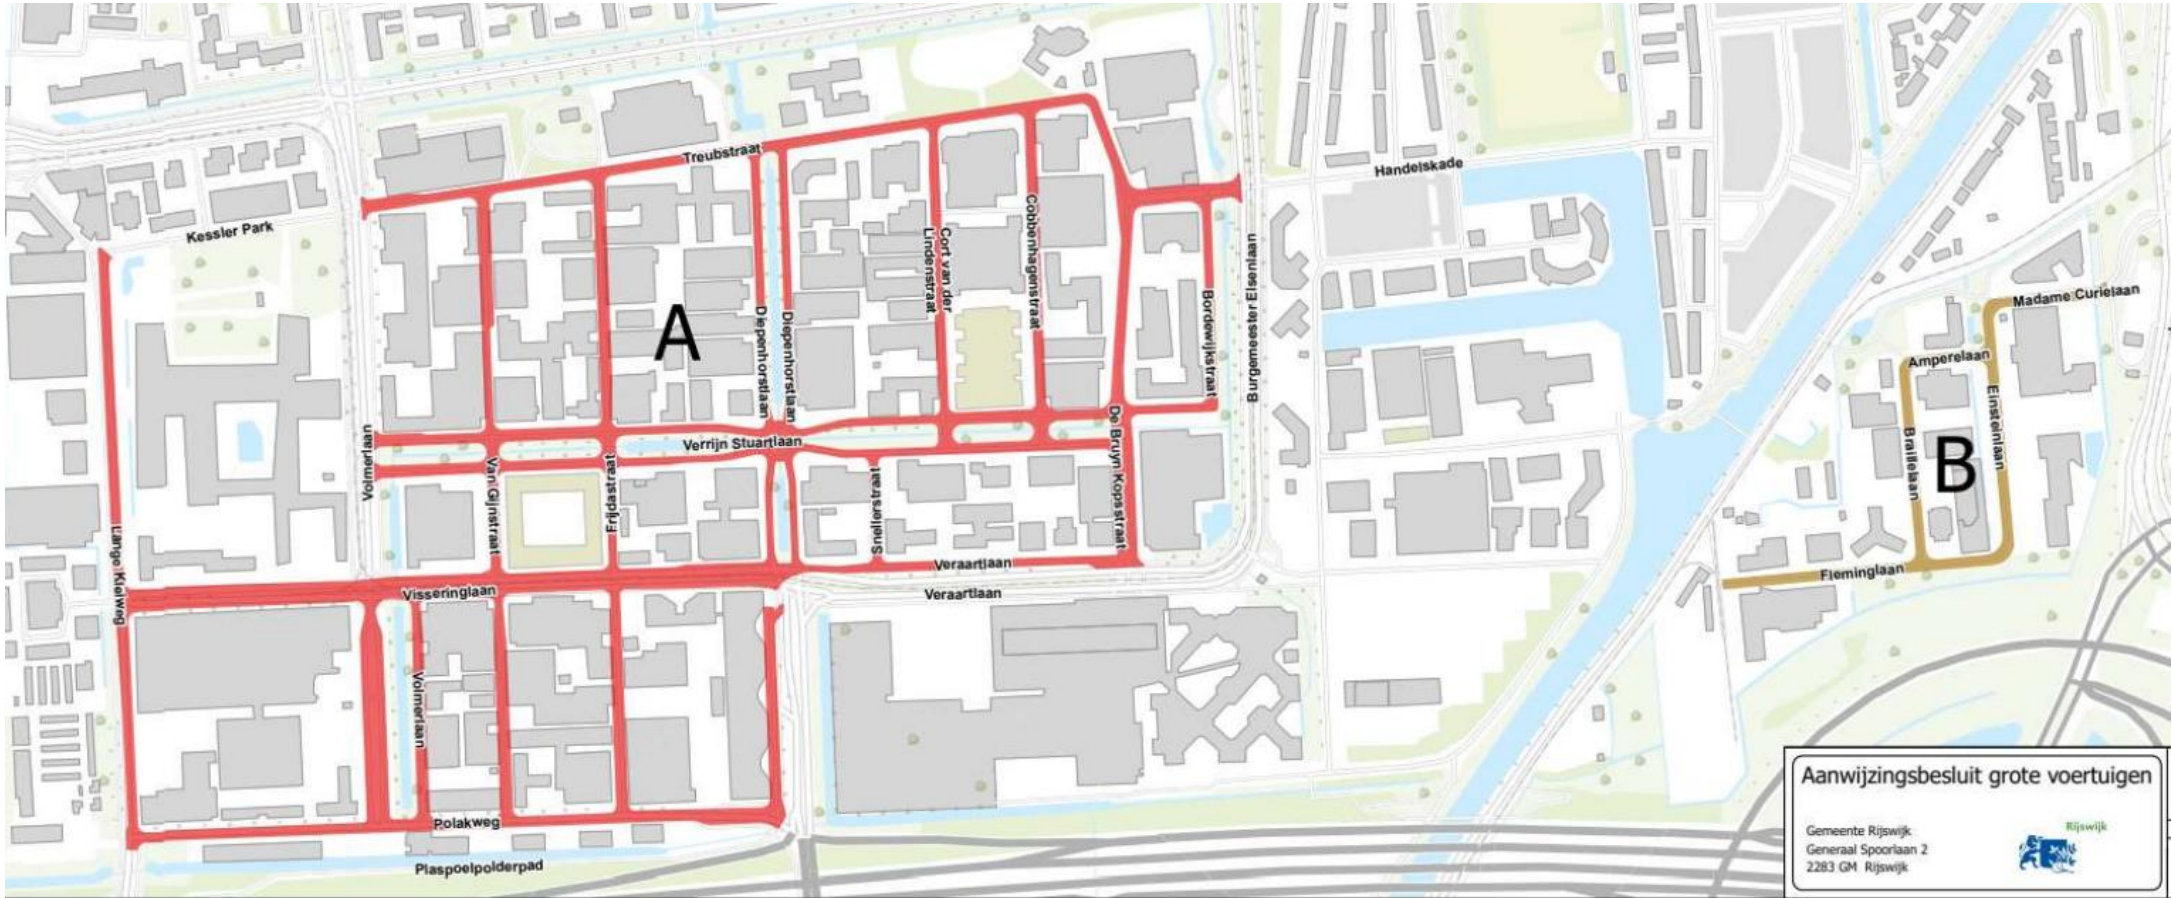 Treubstraat
Handelskade
Kessler Park
Cort van der
Lindenstraat
Cobbenhagenstraat
Bordewijkstraat
Burgemeester Elsenlaan
Madame Curielaan
A
Diepenhorstlaan
Diepenhorstlaan
Amperelaan
Einsteinlaan
Braillelaan
B
Volmerlaan
Verrijn Stuartlaan
De Bruyn Kopsstraat
Van Gijnstraat
Frijdastraat
Snellerstraat
Lange Kleiweg
Veraartlaan
Visseringlaan
Veraartlaan
Fleminglaan
Volmerlaan
Polakweg
Plaspoelpolderpad
Aanwijzingsbesluit grote voertuigen
Gemeente Rijswijk
Generaal Spoorlaan 2
2283 GM Rijswijk
Rijswijk